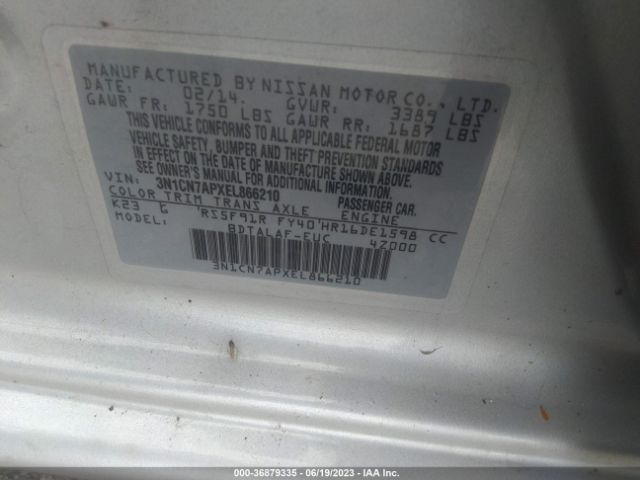 MANUFACTURED BY NISSAN MOTOR CO., LTD.
DATE: 02/14. GVWR: 3389 LBS
GAWR FR: 1750 LBS GAWR RR: 1687 LBS
THIS VEHICLE CONFORMS TO ALL APPLICABLE FEDERAL MOTOR
VEHICLE SAFETY, BUMPER AND THEFT PREVENTION STANDARDS
IN EFFECT ON THE DATE OF MANUFACTURE SHOWN ABOVE.
SEE OWNER'S MANUAL FOR ADDITIONAL INFORMATION
VIN: 3N1CN7APXEL866210 PASSENGER CAR.
COLOR TRIM TRANS AXLE ENGINE
K23 G RS5F91R FY40 HR16DE1598 CC
MODEL: BDTALAF-EUC 4Z000
3N1CN7APXEL866210
000-36879335 - 06/19/2023 - IAA Inc.